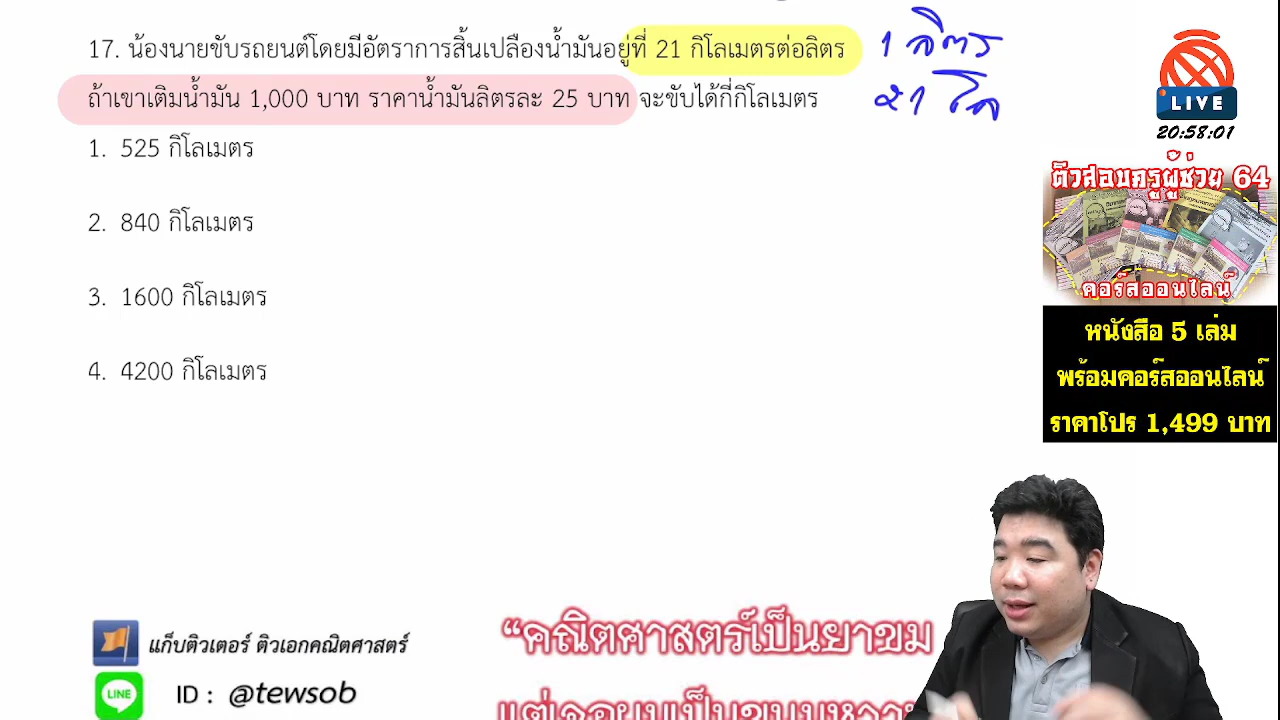 17. น้องนายขับรถยนต์โดยมีอัตราการสิ้นเปลืองน้ำมันอยู่ที่ 21 กิโลเมตรต่อลิตร
1 ลิตร
ถ้าเขาเติมน้ำมัน 1,000 บาท ราคาน้ำมันลิตรละ 25 บาท จะขับได้กี่กิโลเมตร
21 โล
1. 525 กิโลเมตร
2. 840 กิโลเมตร
3. 1600 กิโลเมตร
4. 4200 กิโลเมตร
LIVE
20:58:01
ติวสอบครูผู้ช่วย 64
คอร์สออนไลน์
หนังสือ 5 เล่ม
พร้อมคอร์สออนไลน์
ราคาโปร 1,499 บาท
แก็บติวเตอร์ ติวเอกคณิตศาสตร์
LINE
ID : @tewsob
“คณิตศาสตร์เป็นยาขม